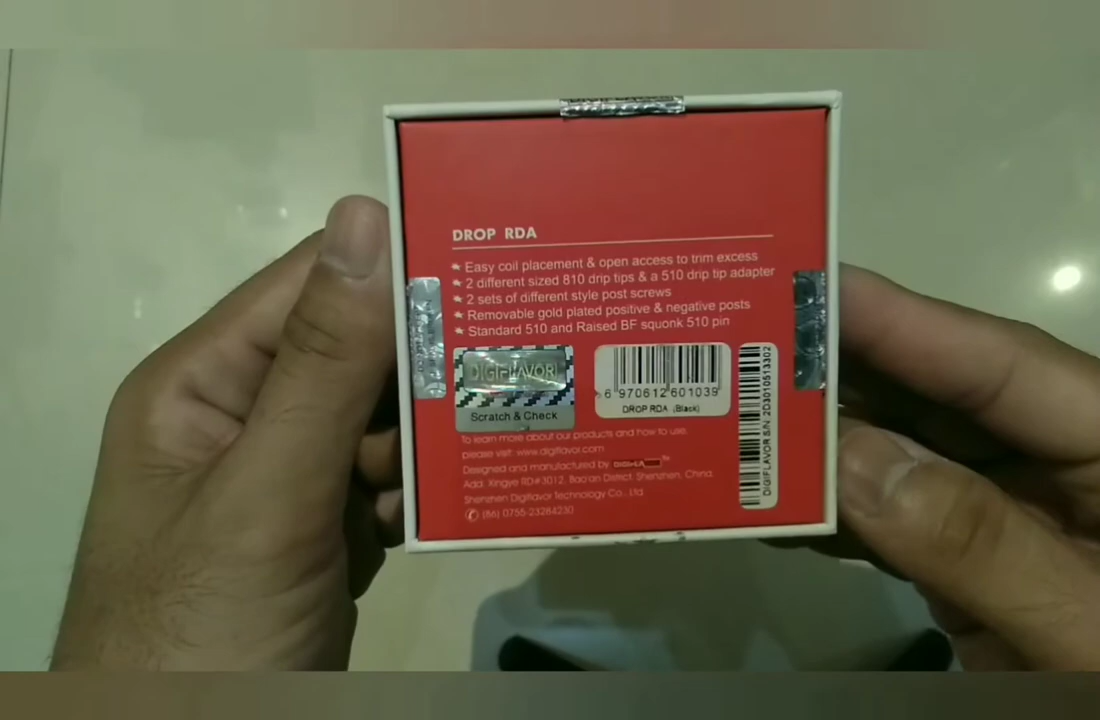 DROP RDA
Easy coil placement & open access to trim excess
2 different sized 810 drip tips & a 510 drip tip adapter
2 sets of different style post screws
Removable gold plated positive & negative posts
Standard 510 and Raised BF squonk 510 pin
DIGIFLAVOR
Scratch & Check
6 970612 601039
DROP RDA (Black)
DIGIFLAVOR S/N: 2D3010513302
To learn more about our products and how to use,
please visit: www.digiflavor.com
Designed and manufactured by
Add: Xingye RD# 3012, Bao'an District, Shenzhen, China.
Shenzhen Digiflavor Technology Co., Ltd
(86) 0755-23284230